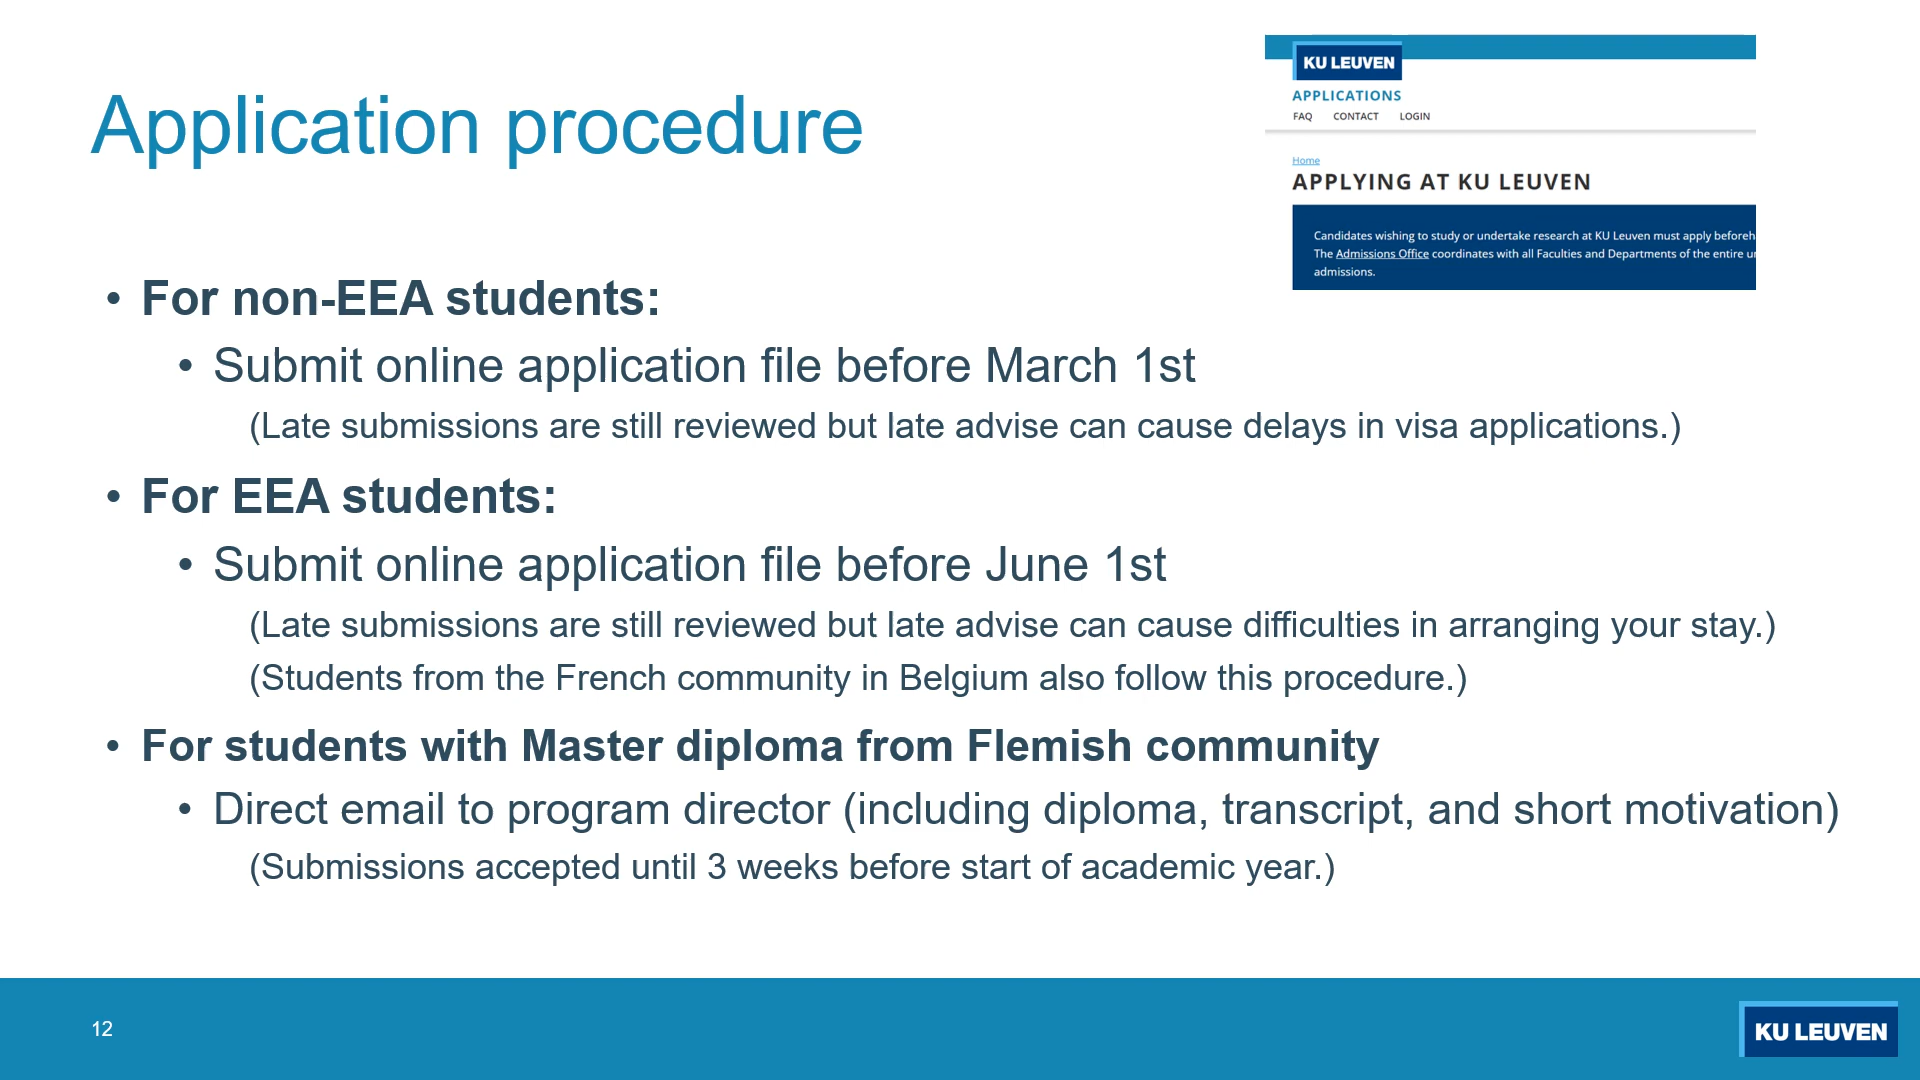 Application procedure
KU LEUVEN
APPLICATIONS
FAQ CONTACT LOGIN
Home
APPLYING AT KU LEUVEN
Candidates wishing to study or undertake research at KU Leuven must apply
The Admissions Office coordinates with all Faculties and Departments of the entire
admissions.
• For non-EEA students:
• Submit online application file before March 1st
(Late submissions are still reviewed but late advise can cause delays in visa applications.)
• For EEA students:
• Submit online application file before June 1st
(Late submissions are still reviewed but late advise can cause difficulties in arranging your stay.)
(Students from the French community in Belgium also follow this procedure.)
• For students with Master diploma from Flemish community
• Direct email to program director (including diploma, transcript, and short motivation)
(Submissions accepted until 3 weeks before start of academic year.)
12
KU LEUVEN